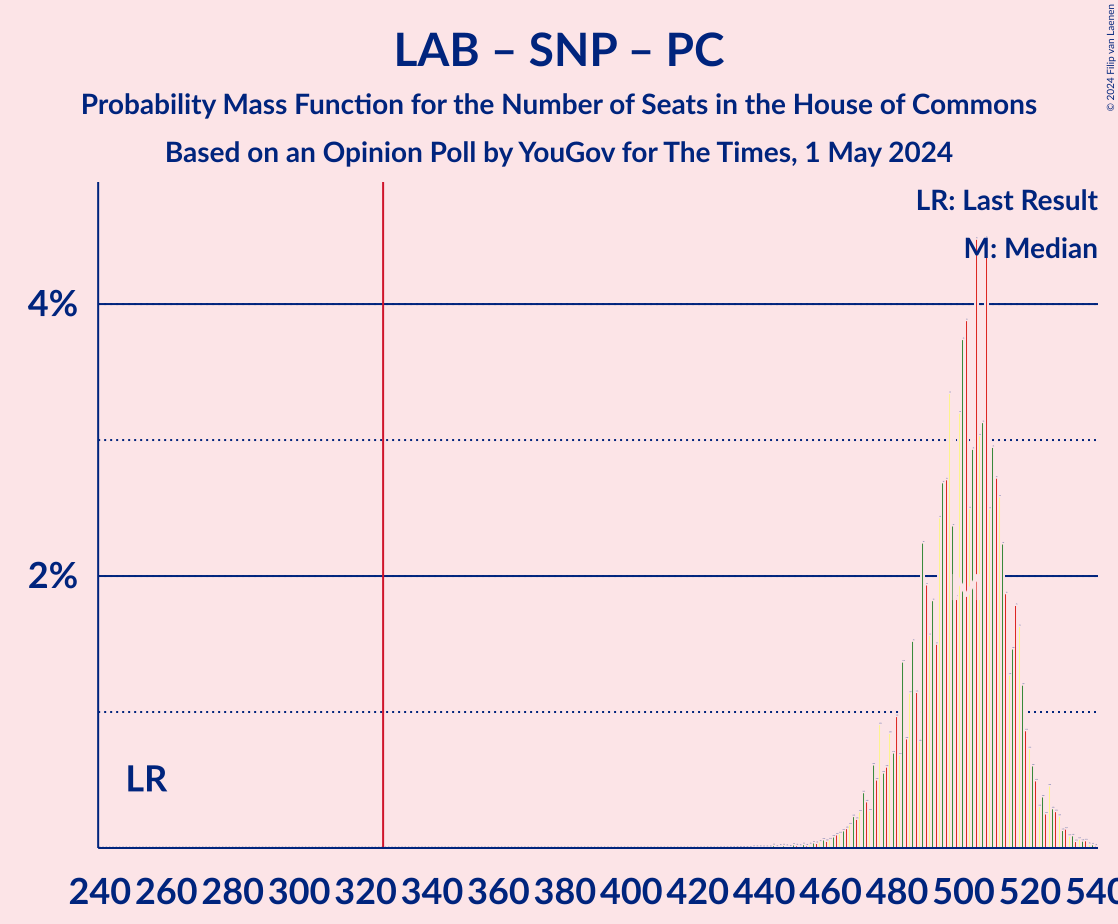 LAB – SNP – PC
Probability Mass Function for the Number of Seats in the House of Commons
Based on an Opinion Poll by YouGov for The Times, 1 May 2024
© 2024 Filip van Laenen
LR: Last Result
M: Median
4%
2%
LR
240 260 280 300 320 340 360 380 400 420 440 460 480 500 520 540